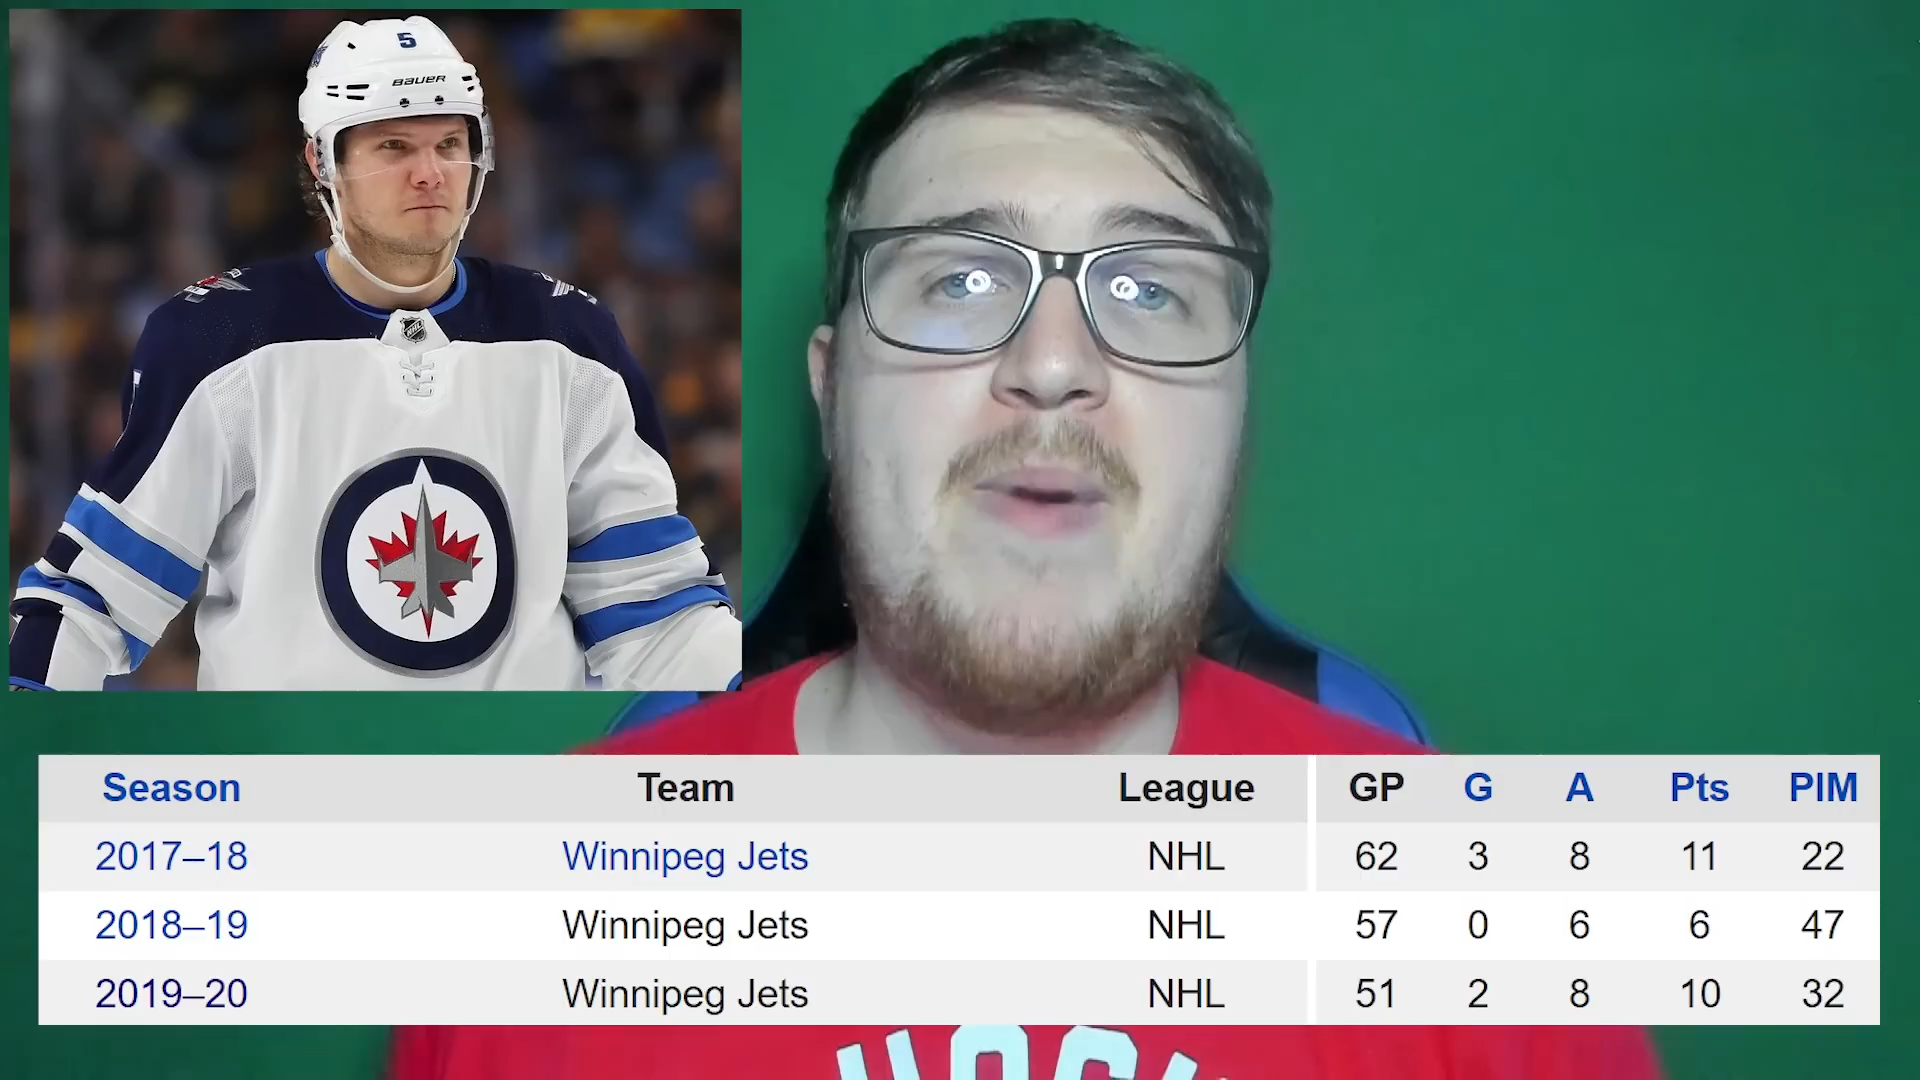 5
BAUER
NHL
Season Team League GP G A Pts PIM
2017–18 Winnipeg Jets NHL 62 3 8 11 22
2018–19 Winnipeg Jets NHL 57 0 6 6 47
2019–20 Winnipeg Jets NHL 51 2 8 10 32